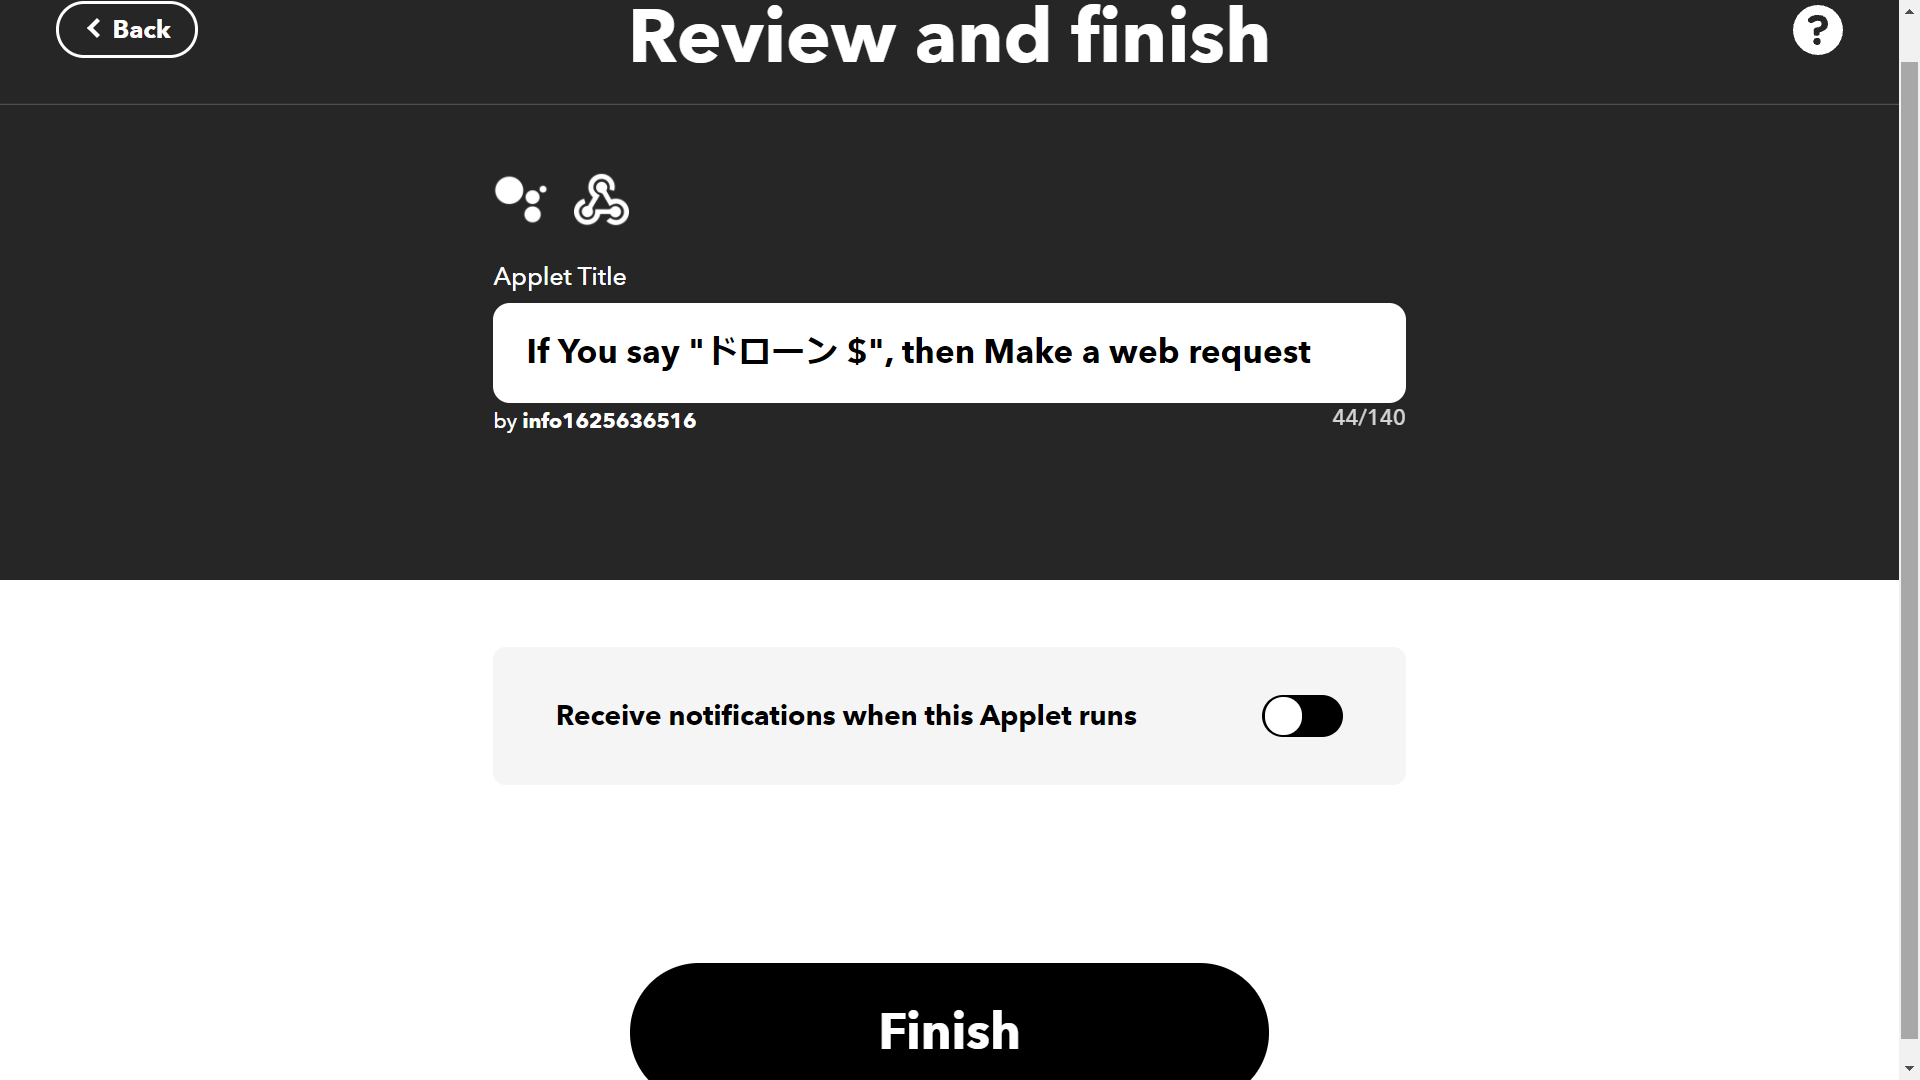 Back
Review and finish
?
Applet Title
If You say "ドローン $", then Make a web request
by info1625636516
44/140
Receive notifications when this Applet runs
Finish